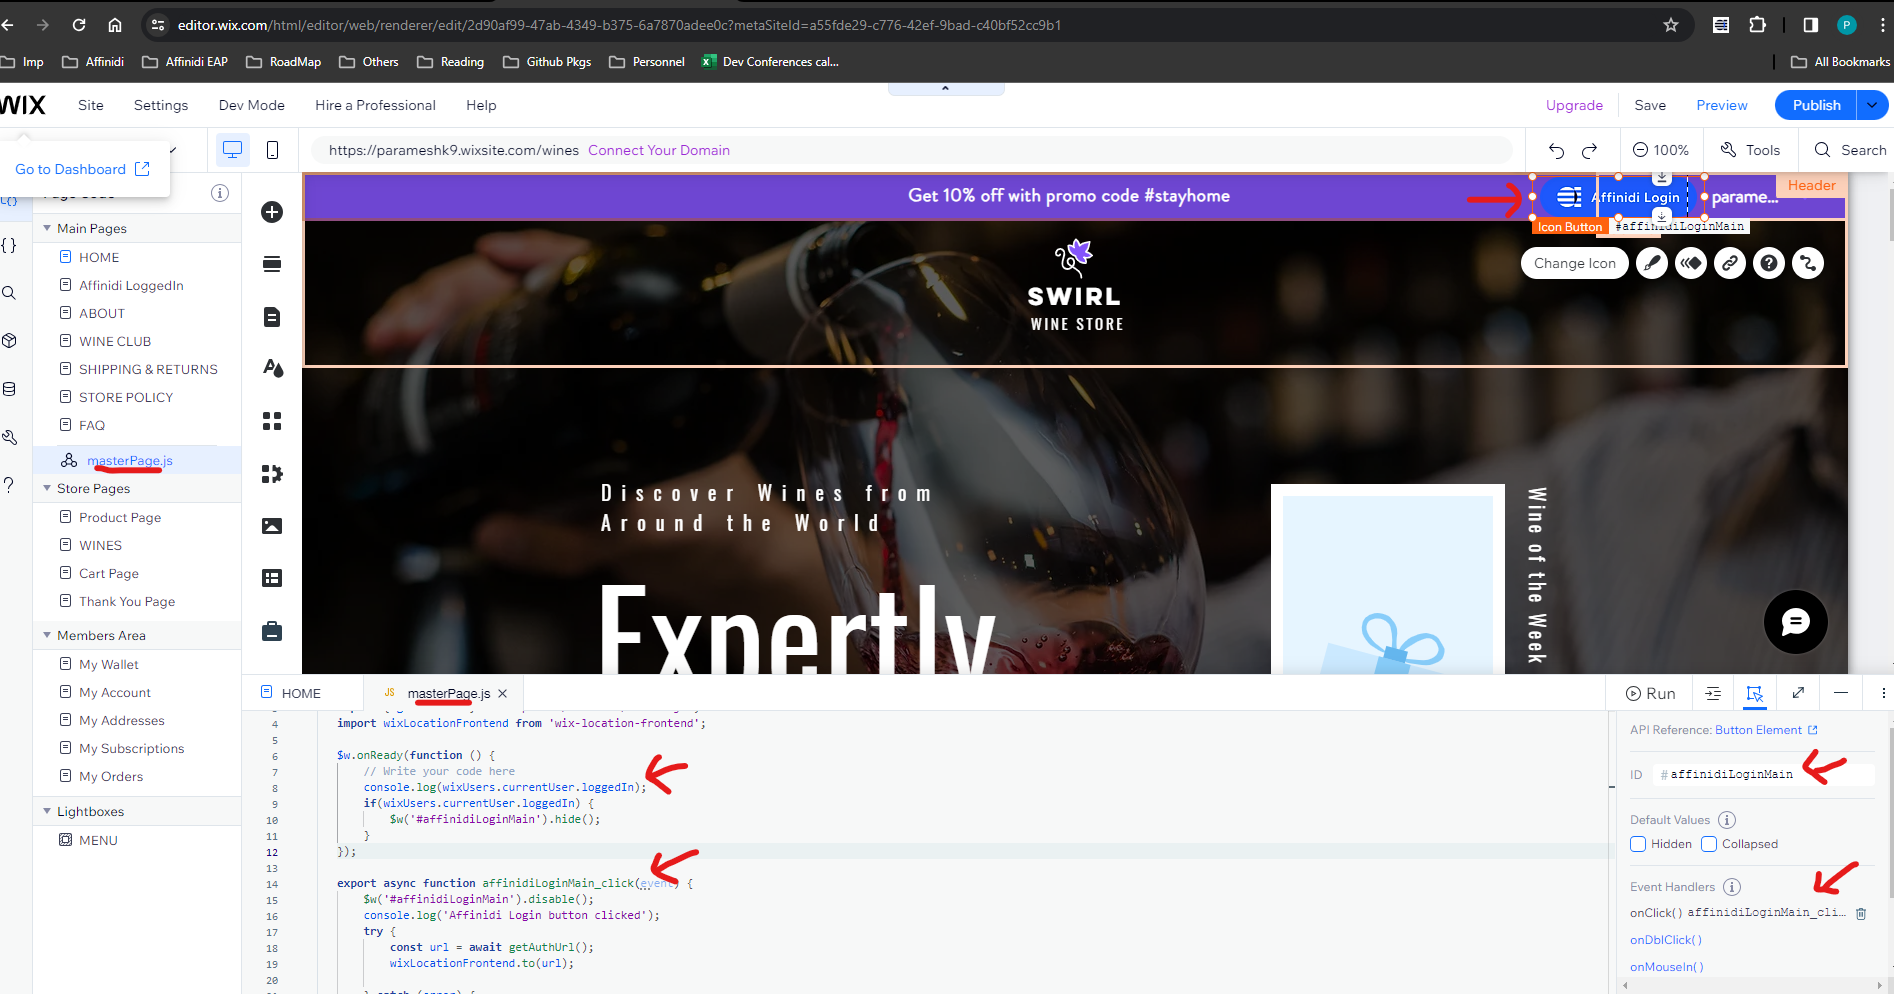 editor.wix.com/html/editor/web/renderer/edit/2d90af99-47ab-4349-b375-6a7870adee0c?metaSiteId=a55fde29-c776-42ef-9bad-c40bf52cc9b1
P
Imp Affinidi Affinidi EAP RoadMap Others Reading Github Pkgs Personnel Dev Conferences cal... All Bookmarks
WIX Site Settings Dev Mode Hire a Professional Help Upgrade Save Preview Publish
Go to Dashboard
https://parameshk9.wixsite.com/wines Connect Your Domain 100% Tools Search
Main Pages
HOME
Affinidi LoggedIn
ABOUT
WINE CLUB
SHIPPING & RETURNS
STORE POLICY
FAQ
masterPage.js
Store Pages
Product Page
WINES
Cart Page
Thank You Page
Members Area
My Wallet
My Account
My Addresses
My Subscriptions
My Orders
Lightboxes
MENU
Get 10% off with promo code #stayhome
Affinidi Login
parame...
Header
Icon Button #affinidiLoginMain
Change Icon
SWIRL
WINE STORE
Discover Wines from
Around the World
Expertly
Wine of the Week
HOME JS masterPage.js Run
4 import wixLocationFrontend from 'wix-location-frontend';
5
6 $w.onReady(function () {
7 // Write your code here
8 console.log(wixUsers.currentUser.loggedIn);
9 if(wixUsers.currentUser.loggedIn) {
10 $w('#affinidiLoginMain').hide();
11 }
12 });
13
14 export async function affinidiLoginMain_click(event) {
15 $w('#affinidiLoginMain').disable();
16 console.log('Affinidi Login button clicked');
17 try {
18 const url = await getAuthUrl();
19 wixLocationFrontend.to(url);
20
API Reference: Button Element
ID # affinidiLoginMain
Default Values
Hidden Collapsed
Event Handlers
onClick() affinidiLoginMain_cli...
onDblClick()
onMouseIn()